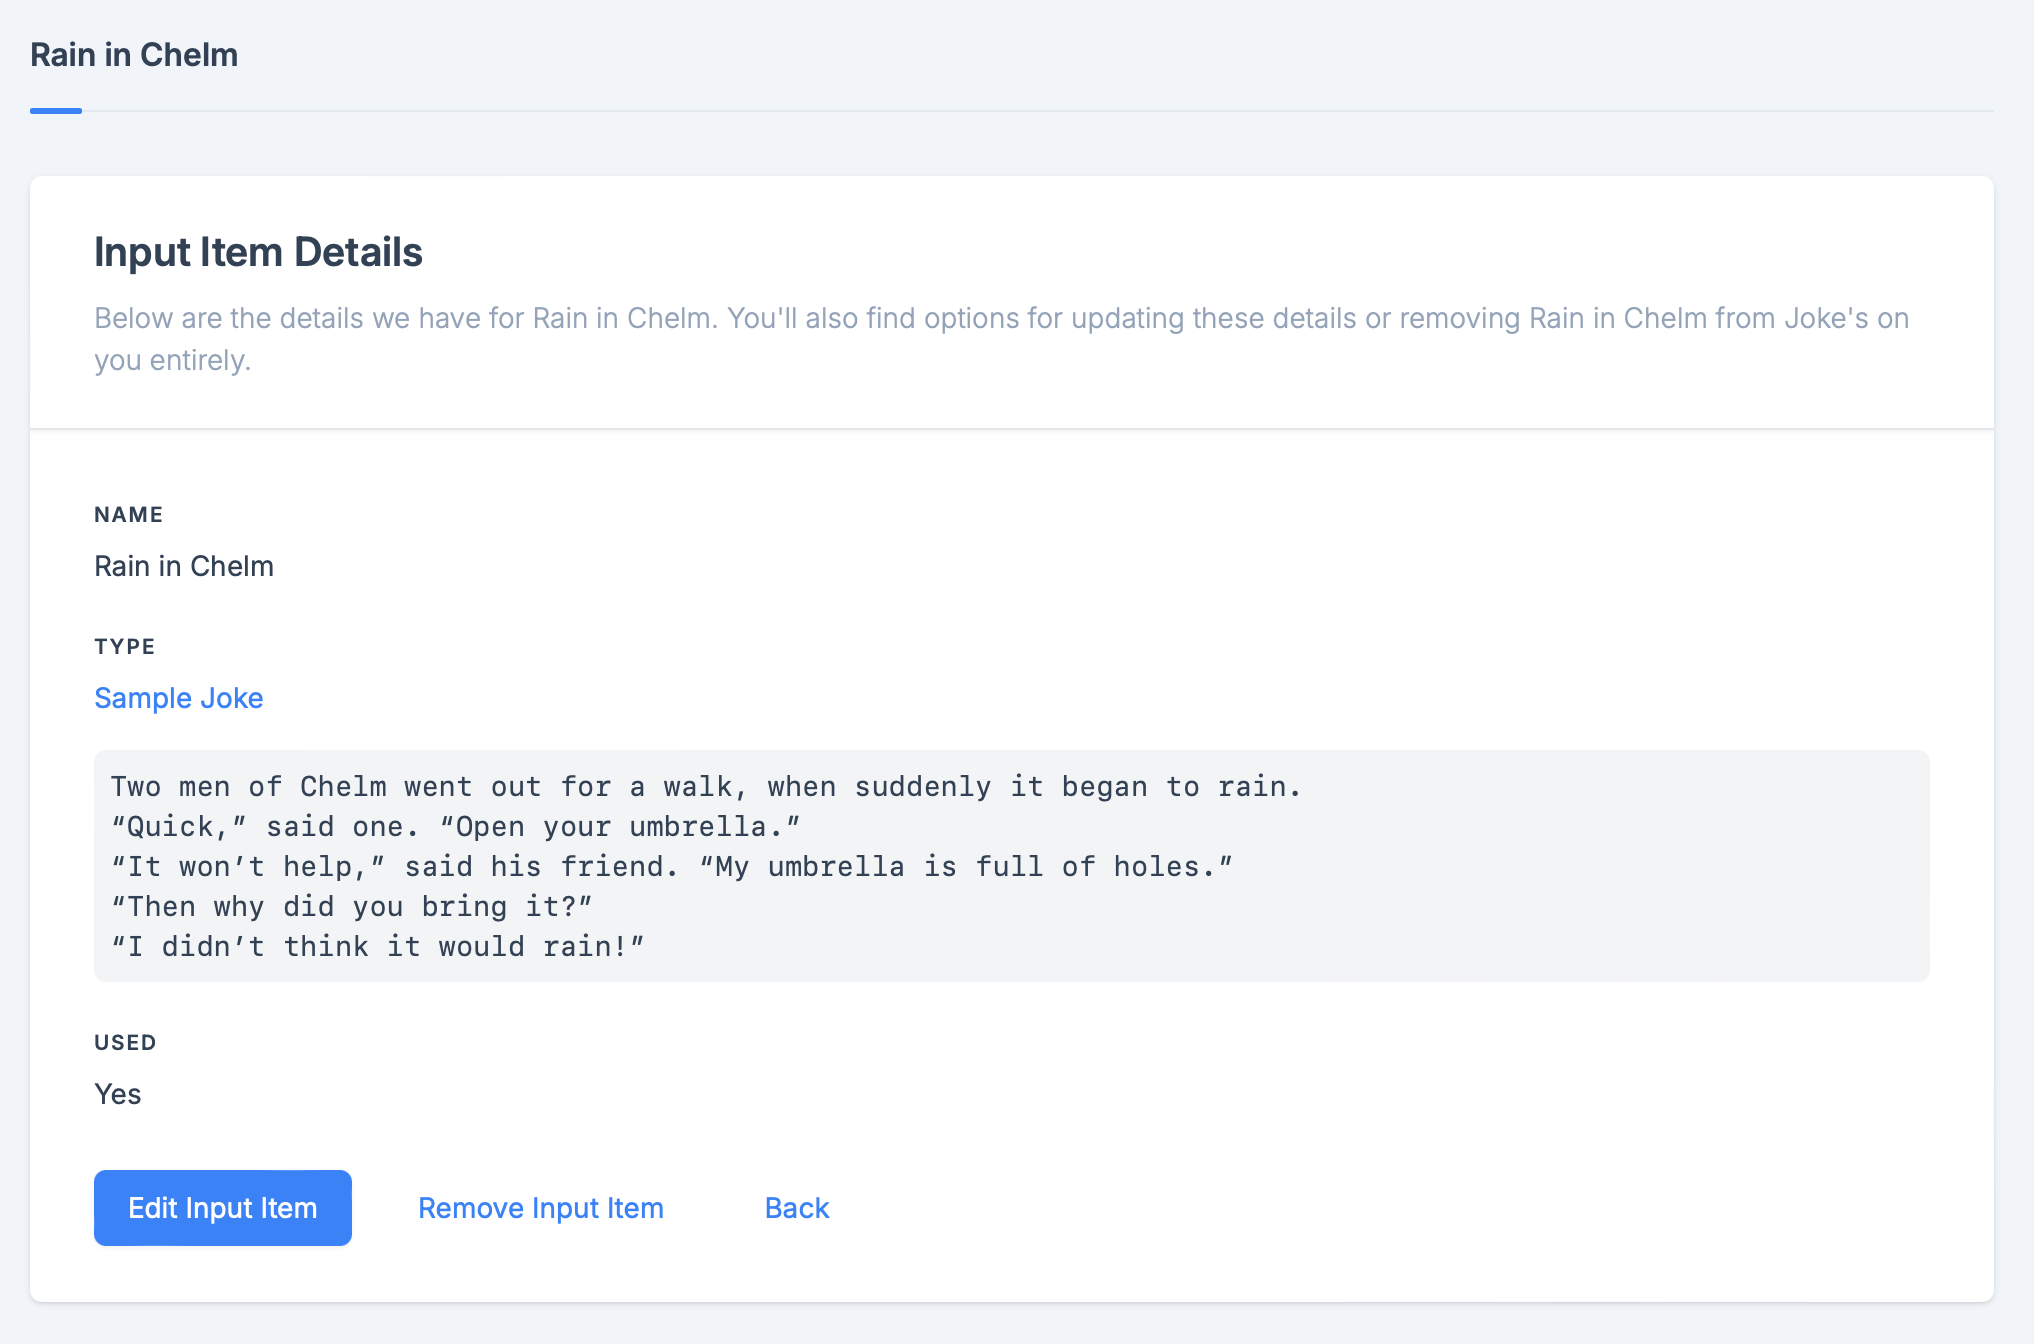 Rain in Chelm
Input Item Details
Below are the details we have for Rain in Chelm. You'll also find options for updating these details or removing Rain in Chelm from Joke's on
you entirely.
NAME
Rain in Chelm
TYPE
Sample Joke
Two men of Chelm went out for a walk, when suddenly it began to rain.
“Quick,” said one. “Open your umbrella.”
“It won’t help,” said his friend. “My umbrella is full of holes.”
“Then why did you bring it?”
“I didn’t think it would rain!”
USED
Yes
Edit Input Item Remove Input Item Back